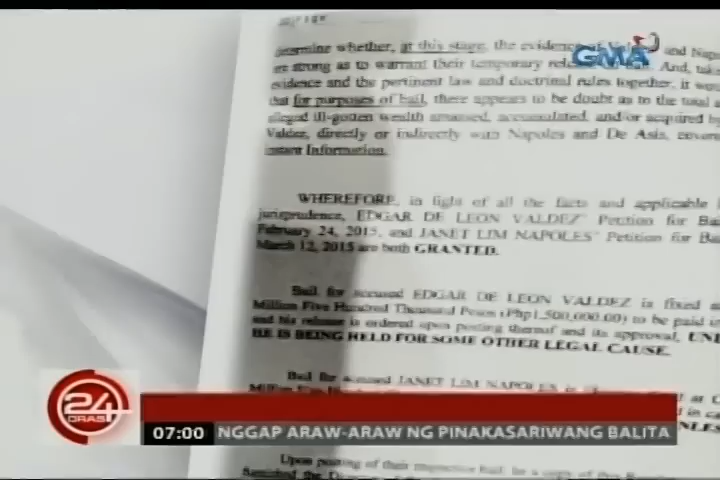 GMA
determine whether, at this stage, the evidence of and Napo
are strong as to warrant their temporary And, tak
evidence and the pertinent law and doctrinal rules together, it wou
that for purposes of bail, there appears to be doubt as to the total
alleged ill-gotten wealth amassed, accumulated, and/or acquired by
Valdez, directly or indirectly with Napoles and De Asis,
instant Information.
WHEREFORE, in light of all the facts and applicable
jurisprudence, EDGAR DE LEON VALDEZ' Petition for Ba
February 24, 2015, and JANET LIM NAPOLES' Petition for Ba
March 12, 2015 are both GRANTED.
Bail for accused EDGAR DE LEON VALDEZ is fixed
Million Five Hundred Thousand Pesos (Php1,500,000.00) to be paid
and his release is ordered upon posting thereof and its approval, UN
HE IS BEING HELD FOR SOME OTHER LEGAL CAUSE.
Bail for accused JANET LIM NAPOLES is
Million
24
ORAS
07:00 NGGAP ARAW-ARAW NG PINAKASARIWANG BALITA
Upon posting of their respective bail, a copy of this
furnished the